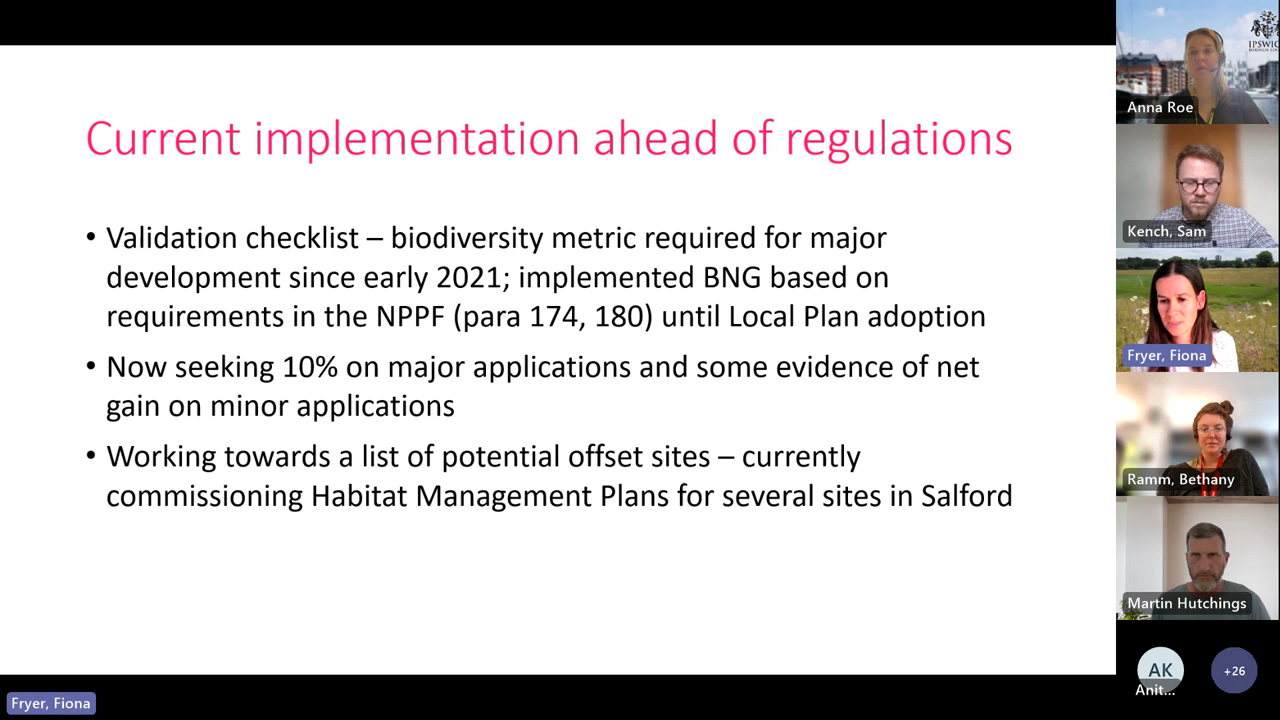 Current implementation ahead of regulations
• Validation checklist – biodiversity metric required for major
development since early 2021; implemented BNG based on
requirements in the NPPF (para 174, 180) until Local Plan adoption
• Now seeking 10% on major applications and some evidence of net
gain on minor applications
• Working towards a list of potential offset sites – currently
commissioning Habitat Management Plans for several sites in Salford
Fryer, Fiona
IPSWIC
Anna Roe
Kench, Sam
Fryer, Fiona
Ramm, Bethany
Martin Hutchings
AK
Anit...
+26